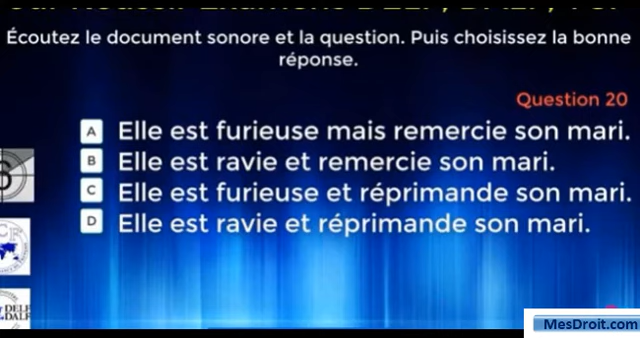 Écoutez le document sonore et la question. Puis choisissez la bonne
réponse.
Question 20
A Elle est furieuse mais remercie son mari.
B Elle est ravie et remercie son mari.
C Elle est furieuse et réprimande son mari.
D Elle est ravie et réprimande son mari.
MesDroit.com